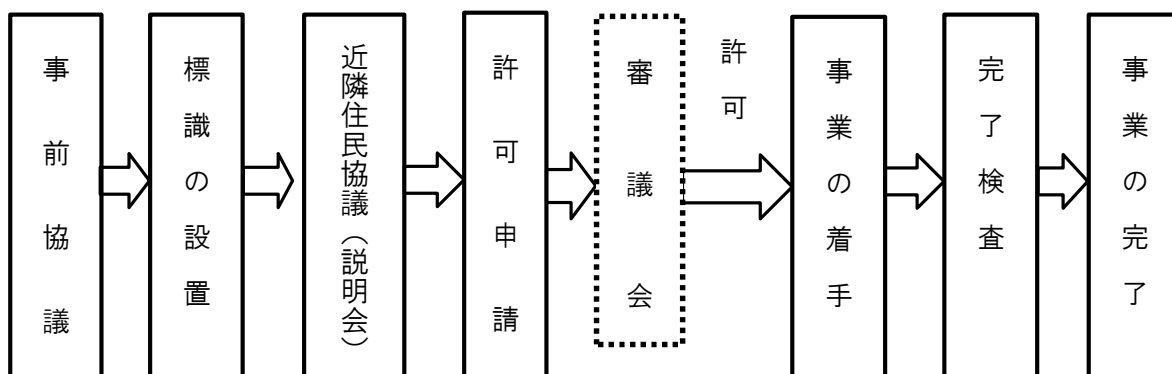 事前協議
標識の設置
近隣住民協議（説明会）
許可申請
審議会
許可
事業の着手
完了検査
事業の完了